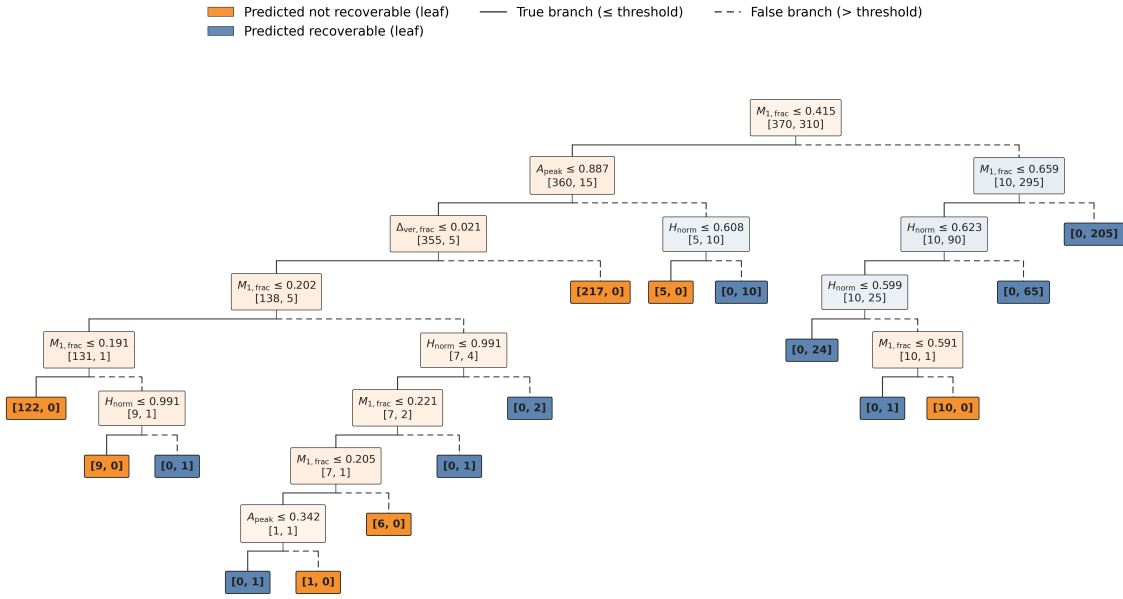 Predicted not recoverable (leaf)
Predicted recoverable (leaf)
True branch (≤ threshold)
False branch (> threshold)
M1, frac ≤ 0.415
[370, 310]
Apeak ≤ 0.887
[360, 15]
M1, frac ≤ 0.659
[10, 295]
Δver, frac ≤ 0.021
[355, 5]
Hnorm ≤ 0.608
[5, 10]
Hnorm ≤ 0.623
[10, 90]
[0, 205]
M1, frac ≤ 0.202
[138, 5]
[217, 0]
[5, 0]
[0, 10]
Hnorm ≤ 0.599
[10, 25]
[0, 65]
M1, frac ≤ 0.191
[131, 1]
Hnorm ≤ 0.991
[7, 4]
[0, 24]
M1, frac ≤ 0.591
[10, 1]
[122, 0]
Hnorm ≤ 0.991
[9, 1]
M1, frac ≤ 0.221
[7, 2]
[0, 2]
[0, 1]
[10, 0]
[9, 0]
[0, 1]
M1, frac ≤ 0.205
[7, 1]
[0, 1]
Apeak ≤ 0.342
[1, 1]
[6, 0]
[0, 1]
[1, 0]